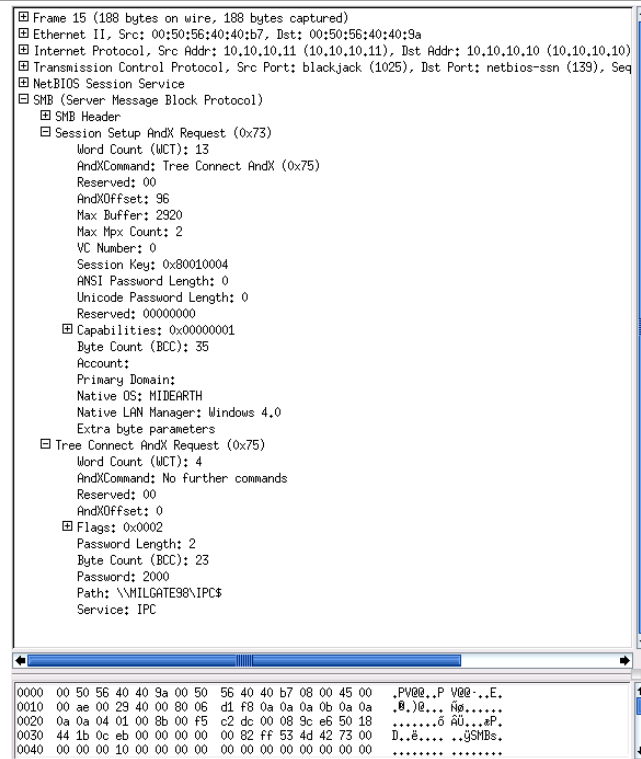 Frame 15 (188 bytes on wire, 188 bytes captured)
Ethernet II, Src: 00:50:56:40:40:b7, Dst: 00:50:56:40:40:9a
Internet Protocol, Src Addr: 10.10.10.11 (10.10.10.11), Dst Addr: 10.10.10.10 (10.10.10.10)
Transmission Control Protocol, Src Port: blackjack (1025), Dst Port: netbios-ssn (139), Seq
NetBIOS Session Service
SMB (Server Message Block Protocol)
SMB Header
Session Setup AndX Request (0x73)
Word Count (WCT): 13
AndXCommand: Tree Connect AndX (0x75)
Reserved: 00
AndXOffset: 96
Max Buffer: 2920
Max Mpx Count: 2
VC Number: 0
Session Key: 0x80010004
ANSI Password Length: 0
Unicode Password Length: 0
Reserved: 00000000
Capabilities: 0x00000001
Byte Count (BCC): 35
Account:
Primary Domain:
Native OS: MIDEARTH
Native LAN Manager: Windows 4.0
Extra byte parameters
Tree Connect AndX Request (0x75)
Word Count (WCT): 4
AndXCommand: No further commands
Reserved: 00
AndXOffset: 0
Flags: 0x0002
Password Length: 2
Byte Count (BCC): 23
Password: 2000
Path: \\MILGATE98\IPC$
Service: IPC
0000 00 50 56 40 40 9a 00 50 56 40 40 b7 08 00 45 00 .PV@@..P V@@·..E.
0010 00 ae 00 29 40 00 80 06 d1 f8 0a 0a 0a 0b 0a 0a .®.)@... Ñø......
0020 0a 0a 04 01 00 8b 00 f5 c2 dc 00 08 9c e6 50 18 .......õ ÂÜ...æP.
0030 44 1b 0c eb 00 00 00 00 00 82 ff 53 4d 42 73 00 D..ë.... ..ÿSMBs.
0040 00 00 00 10 00 00 00 00 00 00 00 00 00 00 00 00 ........ ........